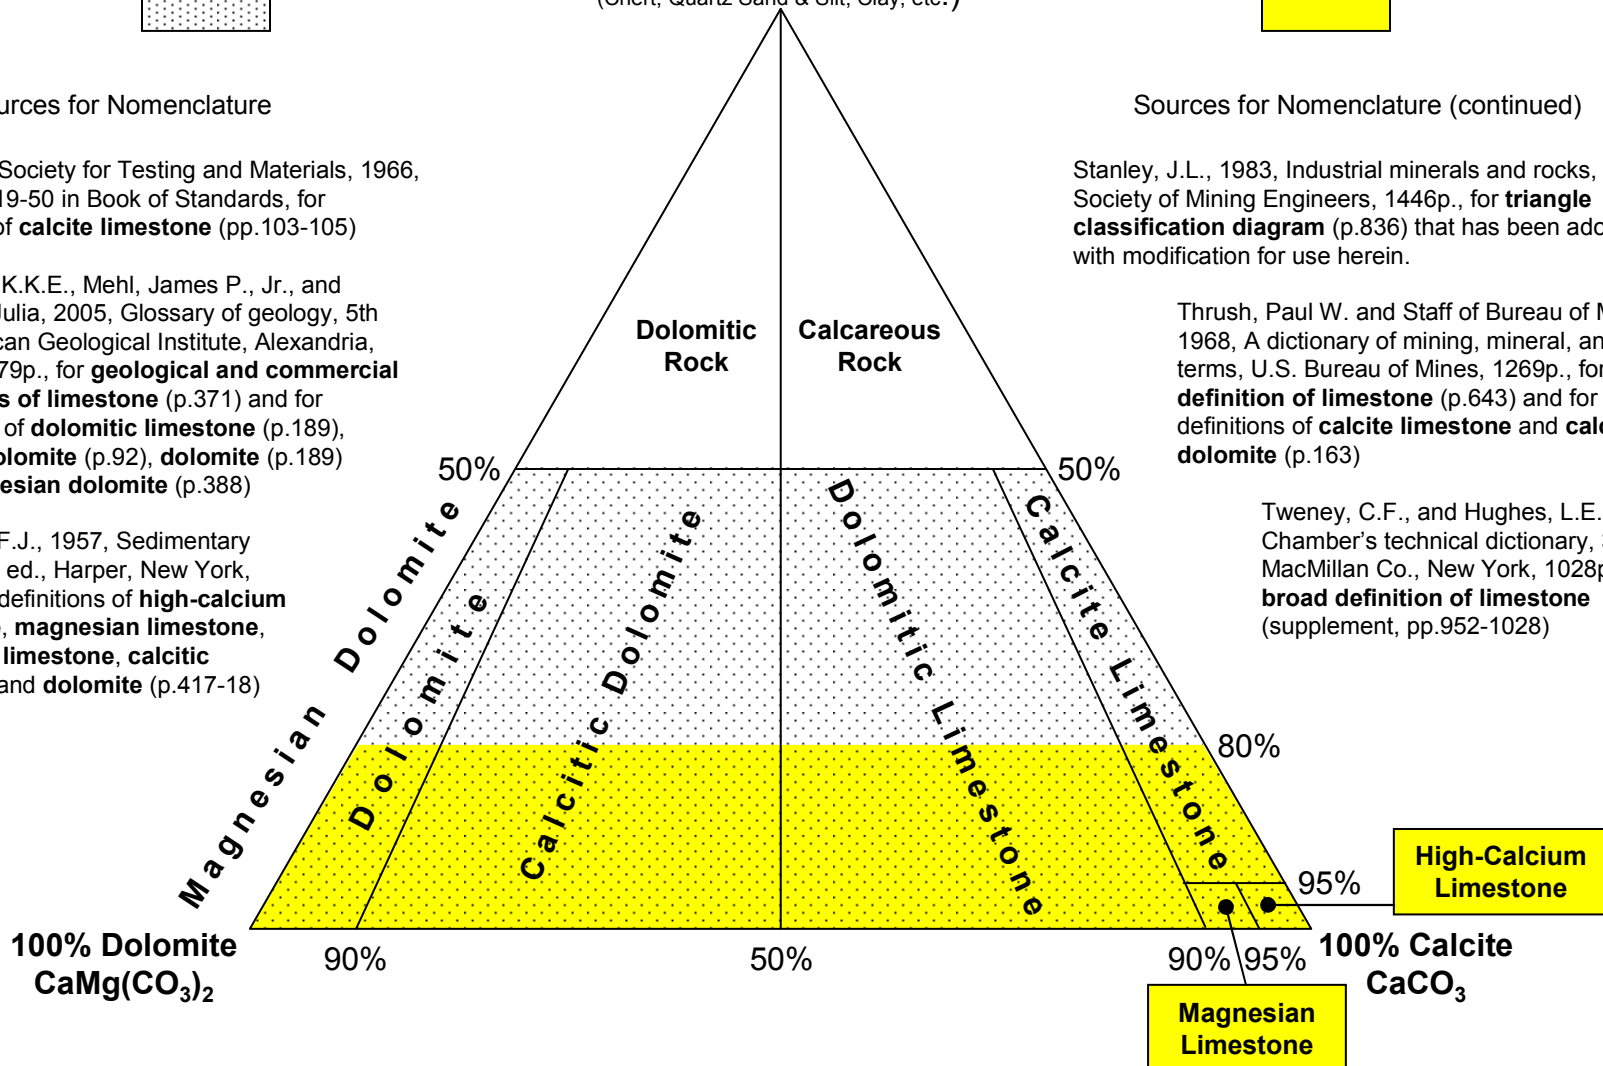 (Chert, Quartz Sand & Silt, Clay, etc.)
urces for Nomenclature
Society for Testing and Materials, 1966,
19-50 in Book of Standards, for
of calcite limestone (pp.103-105)
K.K.E., Mehl, James P., Jr., and
Julia, 2005, Glossary of geology, 5th
can Geological Institute, Alexandria,
79p., for geological and commercial
s of limestone (p.371) and for
of dolomitic limestone (p.189),
olomite (p.92), dolomite (p.189)
esian dolomite (p.388)
F.J., 1957, Sedimentary
ed., Harper, New York,
definitions of high-calcium
, magnesian limestone,
limestone, calcitic
and dolomite (p.417-18)
Sources for Nomenclature (continued)
Stanley, J.L., 1983, Industrial minerals and rocks,
Society of Mining Engineers, 1446p., for triangle
classification diagram (p.836) that has been ado
with modification for use herein.
Thrush, Paul W. and Staff of Bureau of M
1968, A dictionary of mining, mineral, an
terms, U.S. Bureau of Mines, 1269p., for
definition of limestone (p.643) and for
definitions of calcite limestone and calc
dolomite (p.163)
Tweney, C.F., and Hughes, L.E.
Chamber's technical dictionary,
MacMillan Co., New York, 1028p
broad definition of limestone
(supplement, pp.952-1028)
Dolomitic
Rock
Calcareous
Rock
50%
50%
Magnesian Dolomite
Dolomite
Calcitic Dolomite
Dolomitic Limestone
Calcite Limestone
80%
95%
High-Calcium
Limestone
100% Dolomite
CaMg(CO₃)₂
90%
50%
90% 95%
100% Calcite
CaCO₃
Magnesian
Limestone